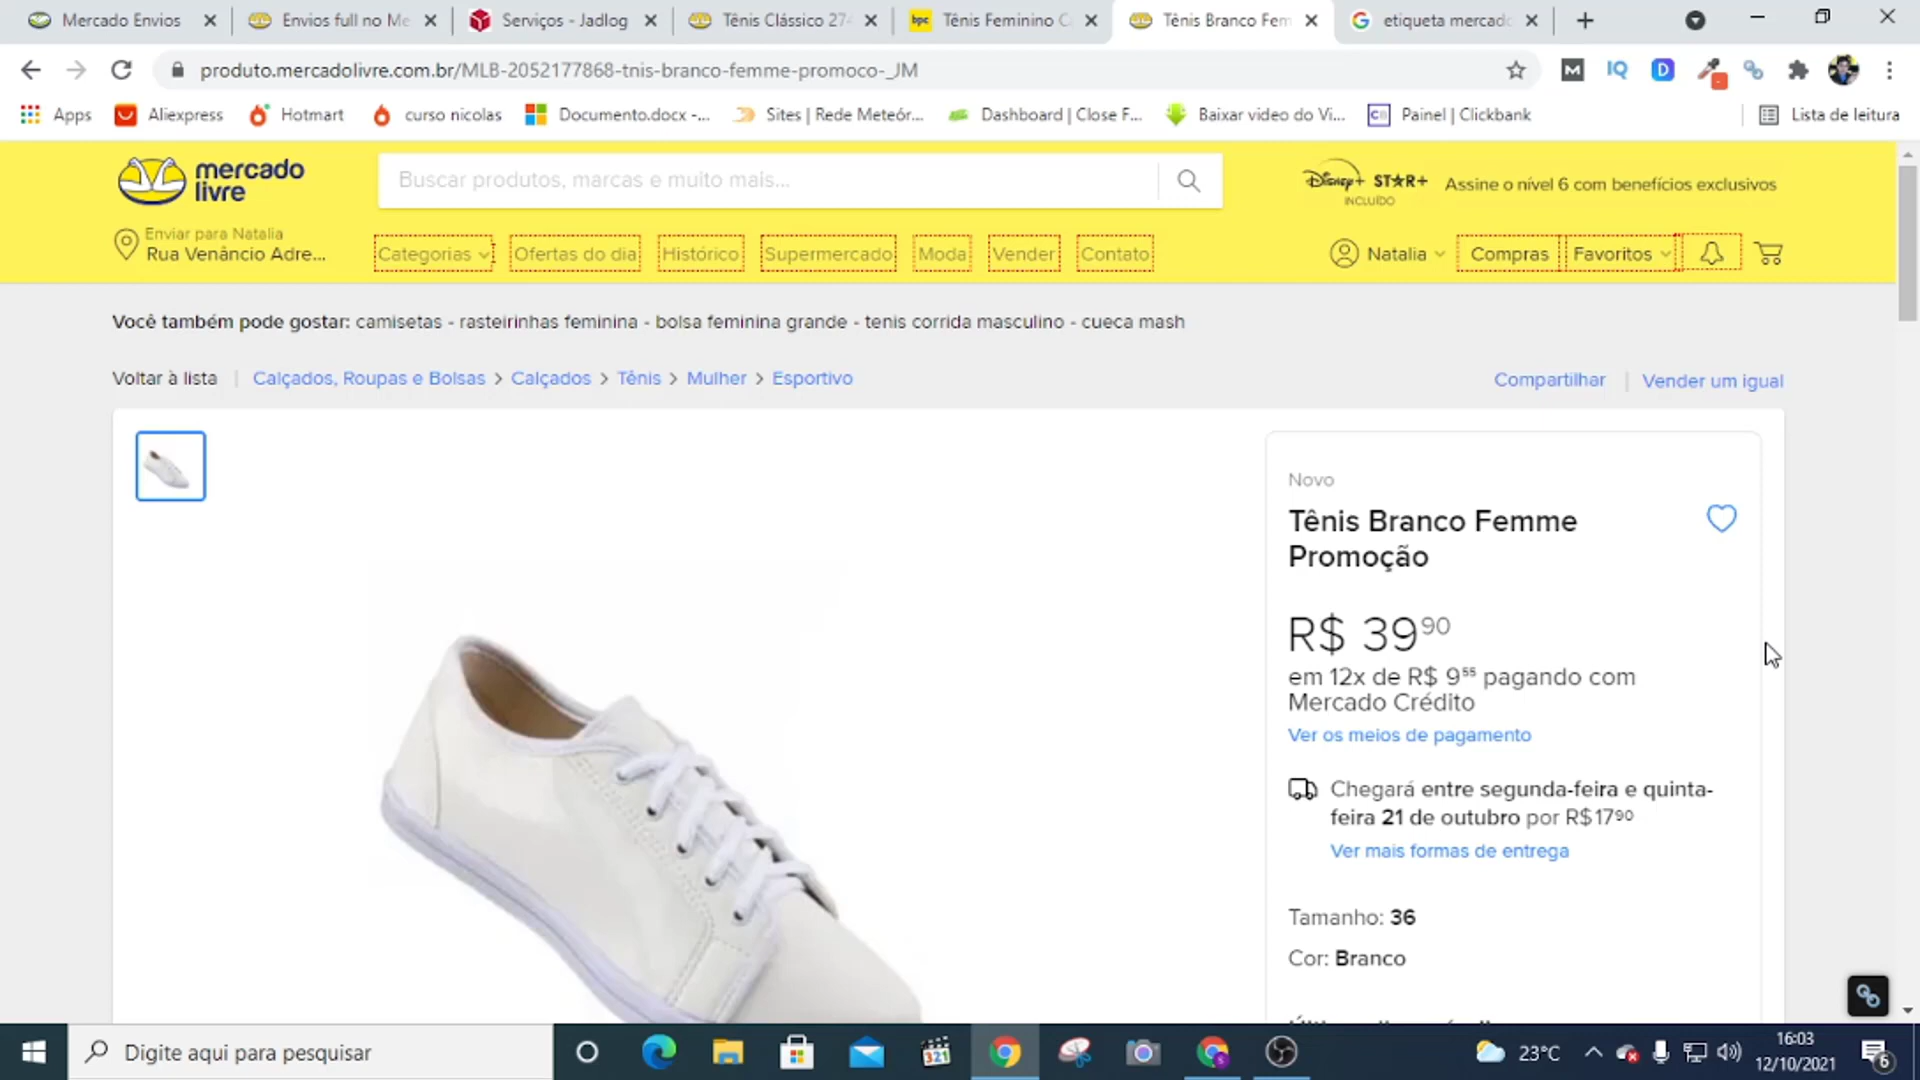 Mercado Envios
Envios full no Me
Serviços - Jadlog
Tênis Clássico 27
bpc Tênis Feminino C
Tênis Branco Fem
etiqueta mercad
produto.mercadolivre.com.br/MLB-2052177868-tnis-branco-femme-promoco-_JM
Apps
Aliexpress
Hotmart
curso nicolas
Documento.docx -...
Sites | Rede Meteór...
Dashboard | Close F...
Baixar video do Vi...
Painel | Clickbank
Lista de leitura
mercado
livre
Buscar produtos, marcas e muito mais...
Disney+ STAR+
INCLUÍDO
Assine o nível 6 com benefícios exclusivos
Enviar para Natalia
Rua Venâncio Adre...
Categorias
Ofertas do dia
Histórico
Supermercado
Moda
Vender
Contato
Natalia
Compras
Favoritos
Você também pode gostar: camisetas - rasteirinhas feminina - bolsa feminina grande - tenis corrida masculino - cueca mash
Voltar à lista | Calçados, Roupas e Bolsas > Calçados > Tênis > Mulher > Esportivo
Compartilhar | Vender um igual
Novo
Tênis Branco Femme
Promoção
R$ 39 90
em 12x de R$ 9 55 pagando com
Mercado Crédito
Ver os meios de pagamento
Chegará entre segunda-feira e quinta-
feira 21 de outubro por R$ 17 90
Ver mais formas de entrega
Tamanho: 36
Cor: Branco
Digite aqui para pesquisar
321
23°C
16:03
12/10/2021
6